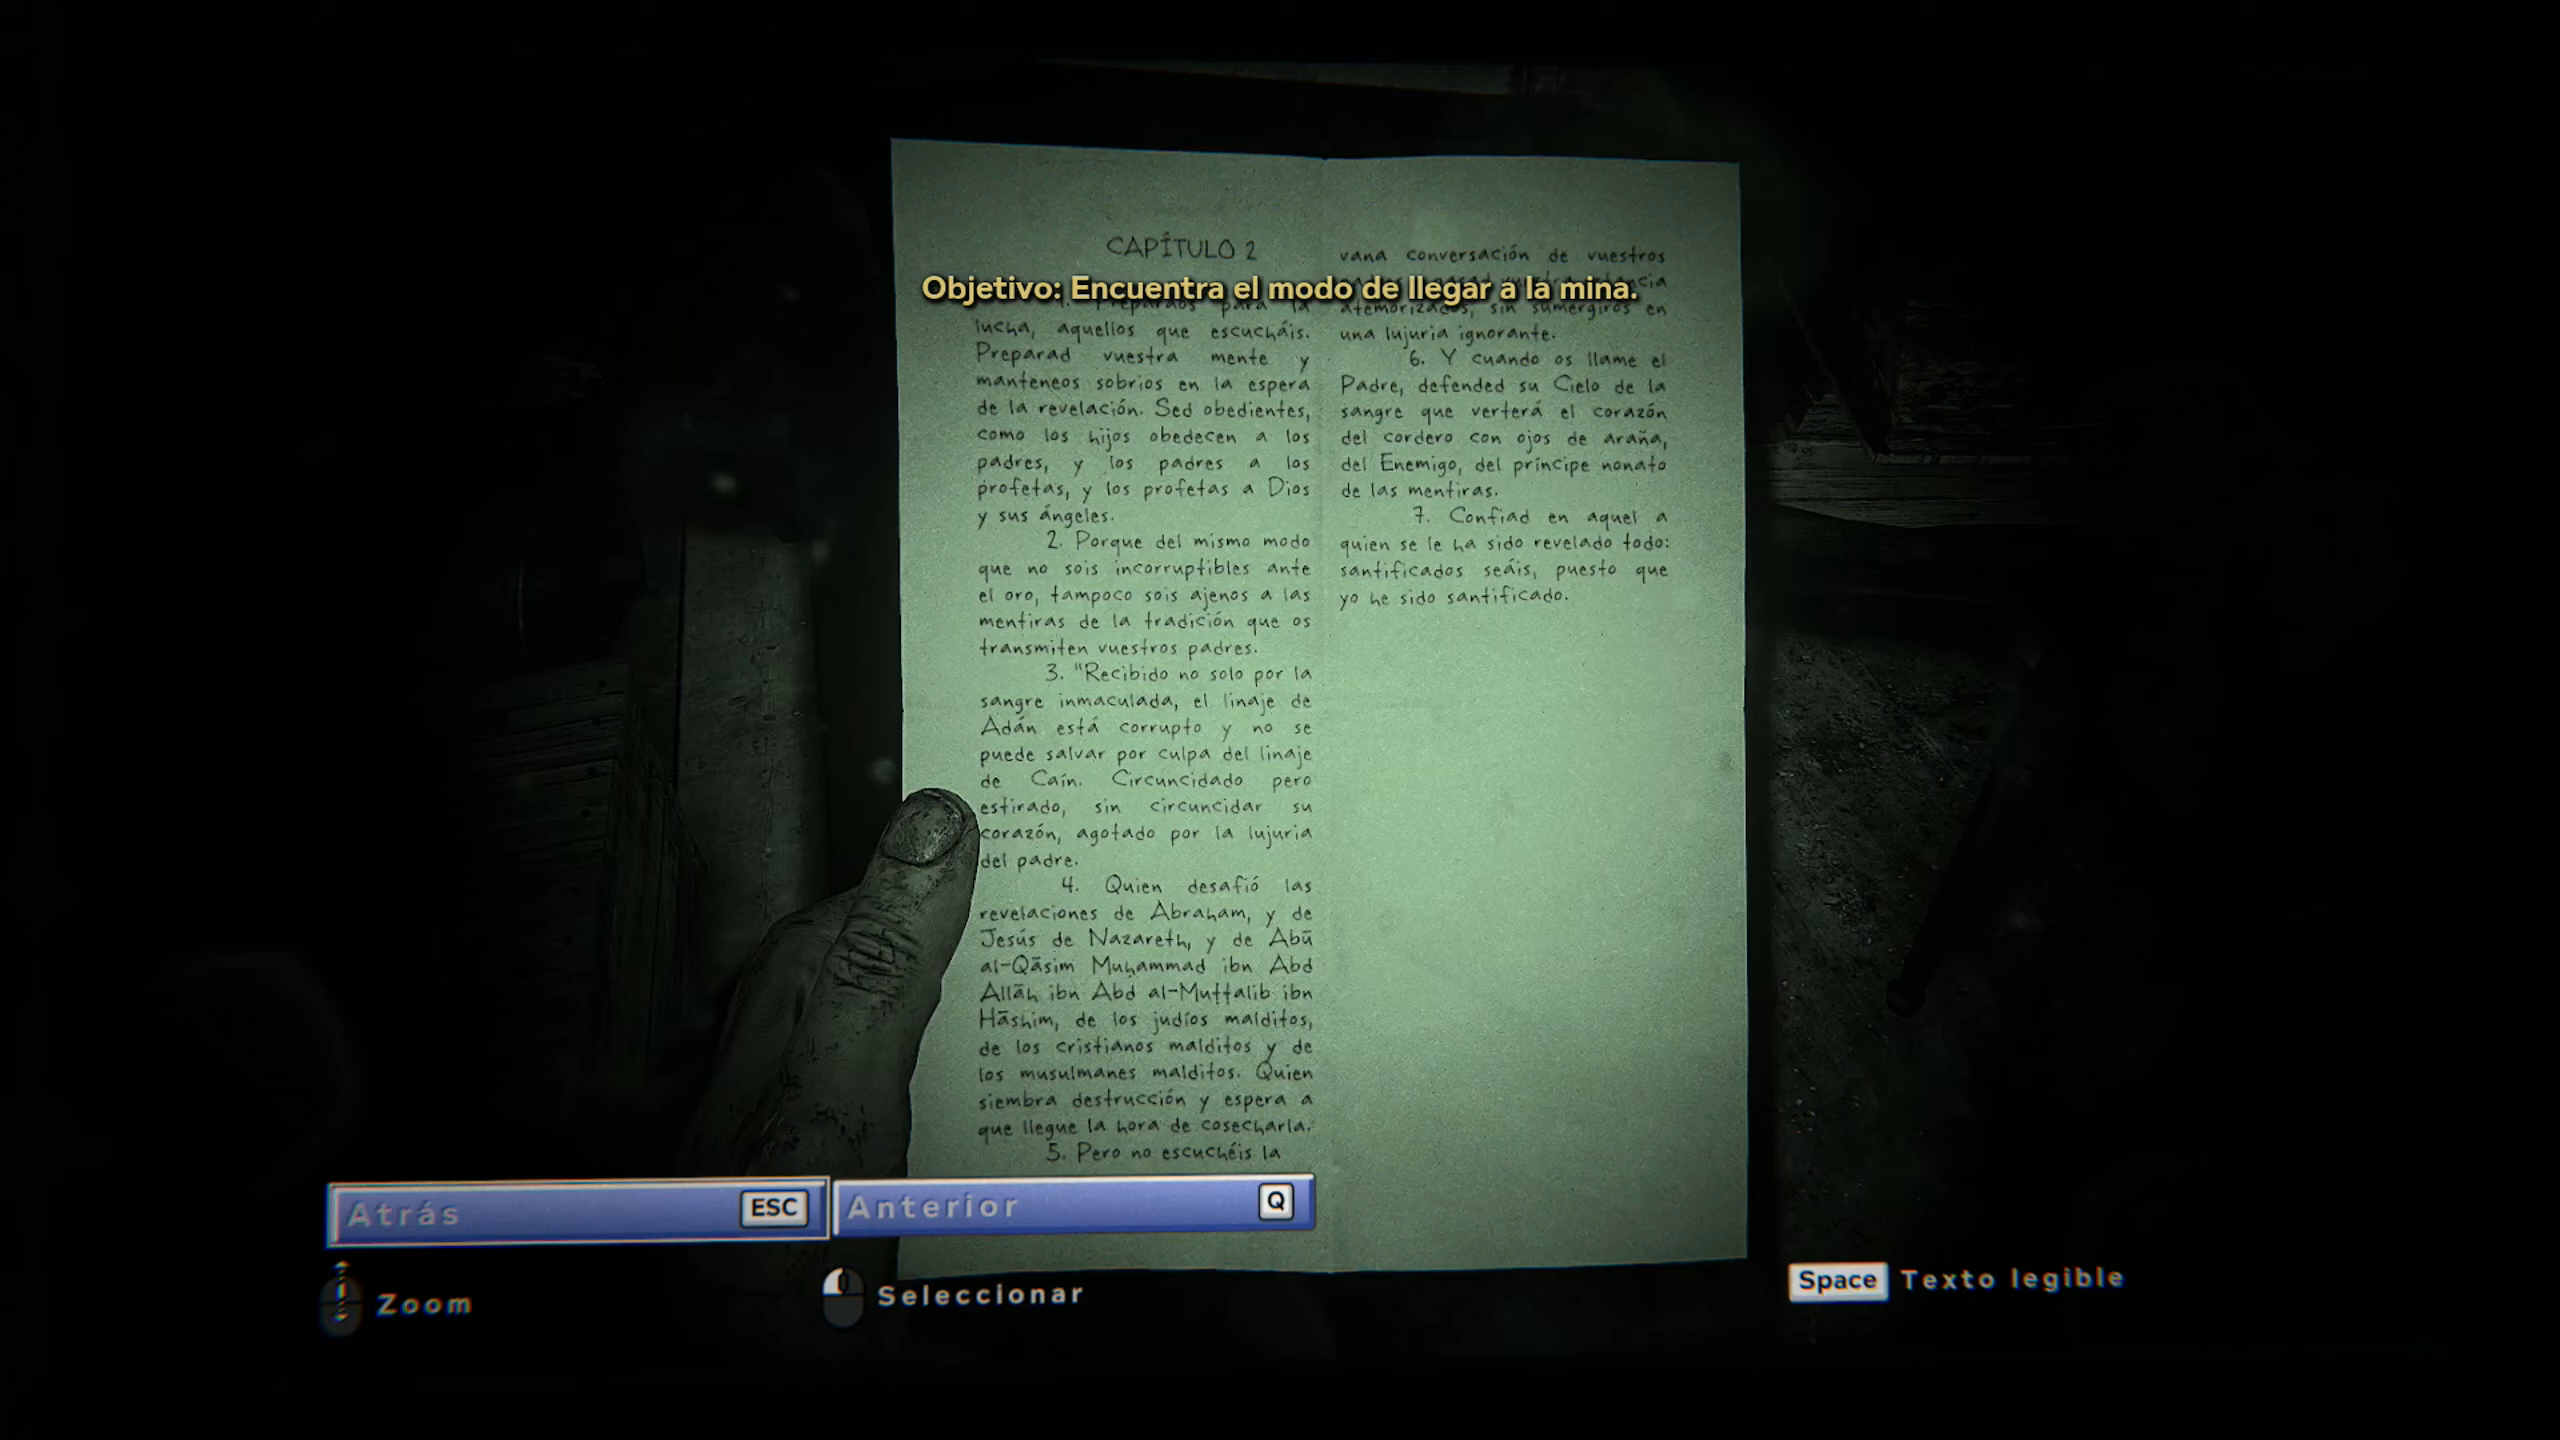 CAPÍTULO 2
Objetivo: Encuentra el modo de llegar a la mina.
1. Preparaos para la
lucha, aquellos que escucháis.
Preparad vuestra mente y
manteneos sobrios en la espera
de la revelación. Sed obedientes,
como los hijos obedecen a los
padres, y los padres a los
profetas, y los profetas a Dios
y sus ángeles.
2. Porque del mismo modo
que no sois incorruptibles ante
el oro, tampoco sois ajenos a las
mentiras de la tradición que os
transmiten vuestros padres.
3. "Recibido no solo por la
sangre inmaculada, el linaje de
Adán está corrupto y no se
puede salvar por culpa del linaje
de Caín. Circuncidado pero
estirado, sin circuncidar su
corazón, agotado por la lujuria
del padre.
4. Quien desafió las
revelaciones de Abraham, y de
Jesús de Nazareth, y de Abū
al-Qāsim Muḥammad ibn Abd
Allāh ibn Abd al-Muṭṭalib ibn
Hāshim, de los judíos malditos,
de los cristianos malditos y de
los musulmanes malditos. Quien
siembra destrucción y espera a
que llegue la hora de cosecharla.
5. Pero no escuchéis la
vana conversación de vuestros
atemorizados, sin sumergiros en
una lujuria ignorante.
6. Y cuando os llame el
Padre, defended su Cielo de la
sangre que verterá el corazón
del cordero con ojos de araña,
del Enemigo, del príncipe nonato
de las mentiras.
7. Confiad en aquel a
quien se le ha sido revelado todo:
santificados seáis, puesto que
yo he sido santificado.
Atrás ESC
Anterior Q
Zoom
Seleccionar
Space Texto legible